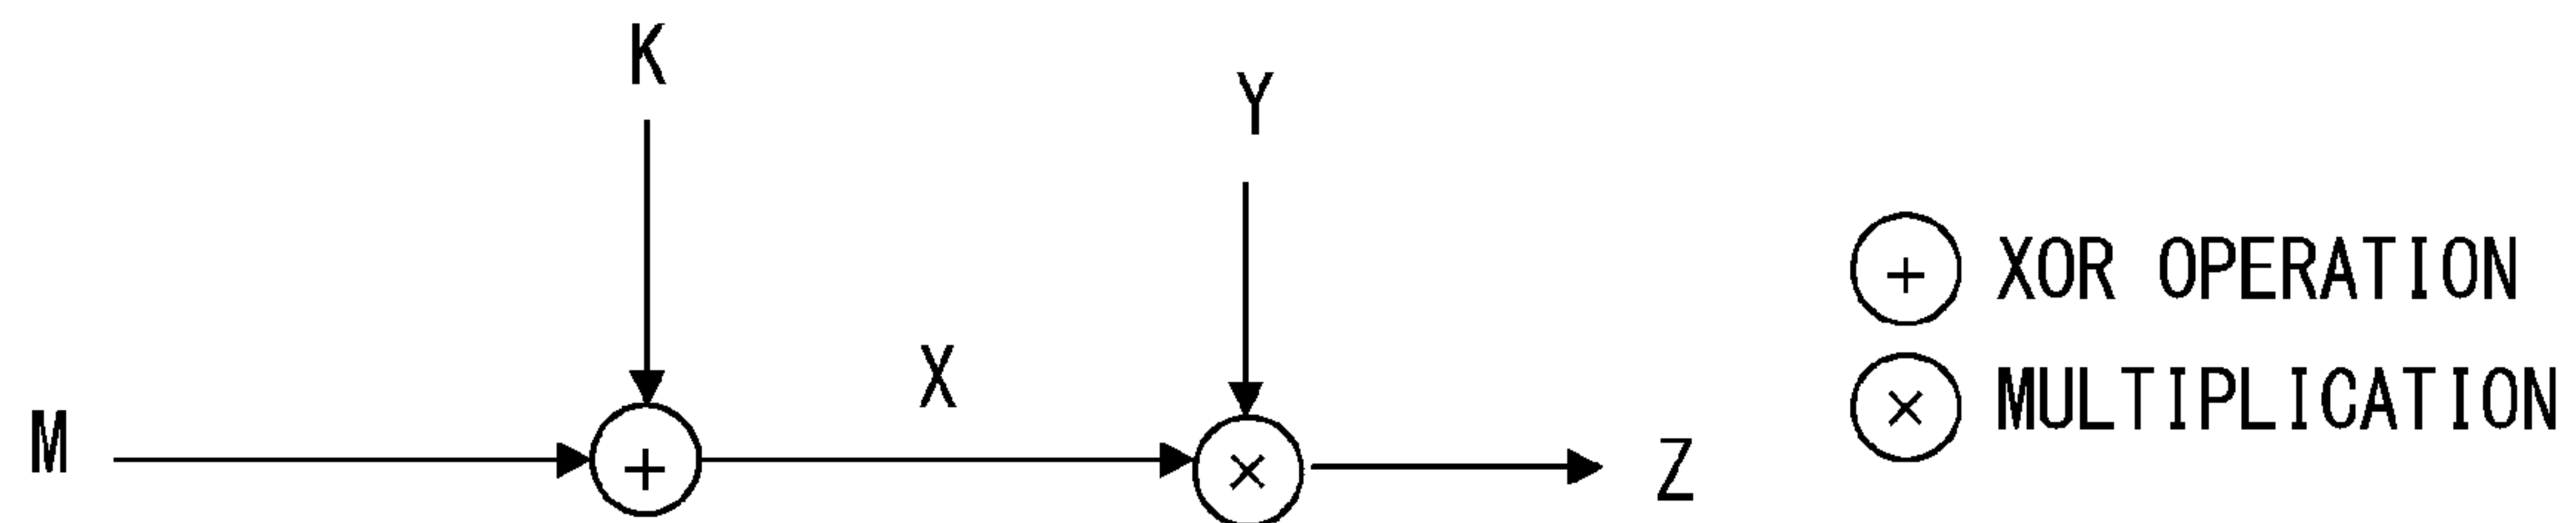 K
Y
X
M
Z
+ XOR OPERATION
× MULTIPLICATION
+
×